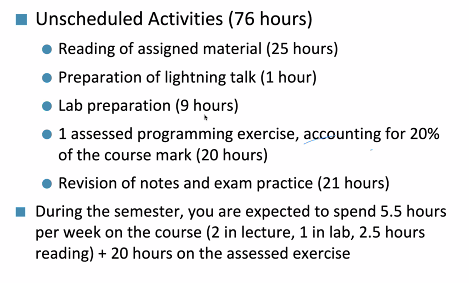 Unscheduled Activities (76 hours)
Reading of assigned material (25 hours)
Preparation of lightning talk (1 hour)
Lab preparation (9 hours)
1 assessed programming exercise, accounting for 20%
of the course mark (20 hours)
Revision of notes and exam practice (21 hours)
During the semester, you are expected to spend 5.5 hours
per week on the course (2 in lecture, 1 in lab, 2.5 hours
reading) + 20 hours on the assessed exercise